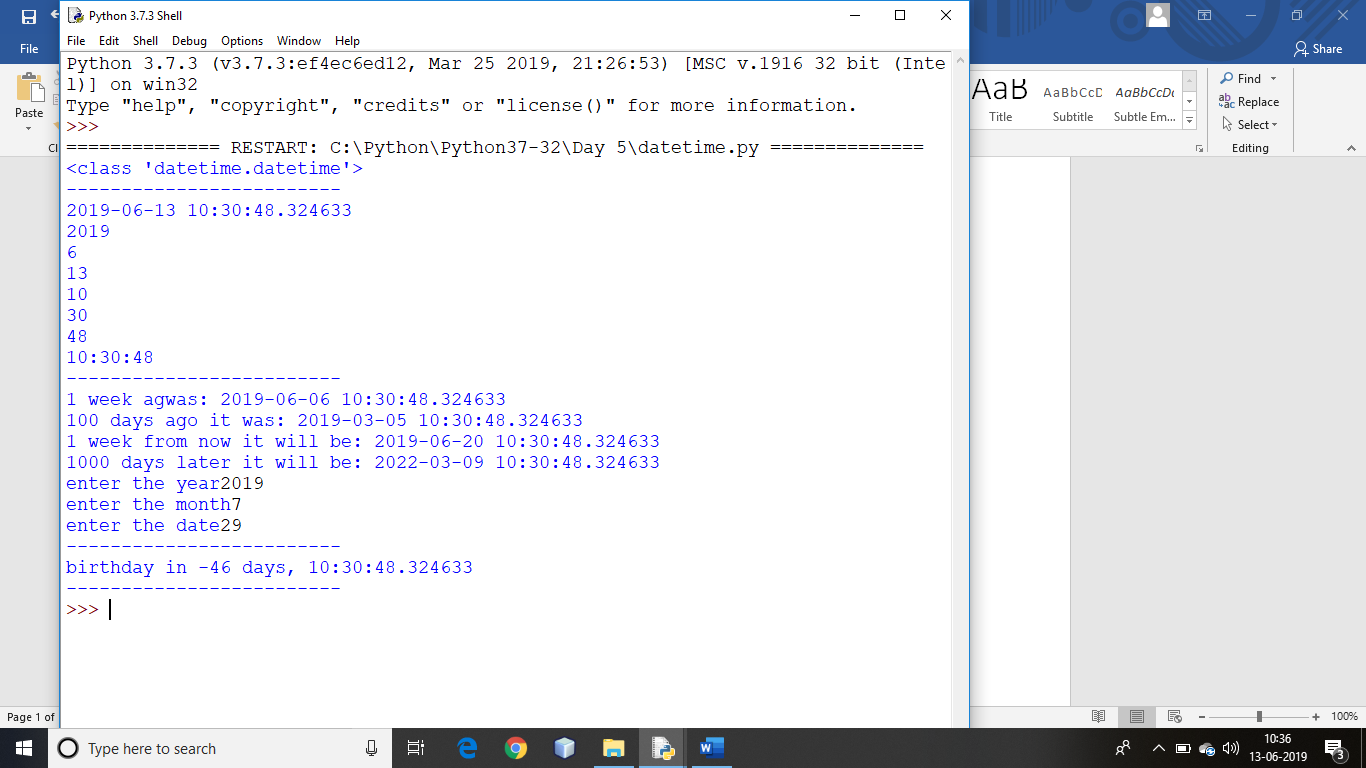 Python 3.7.3 Shell
File Edit Shell Debug Options Window Help
Python 3.7.3 (v3.7.3:ef4ec6ed12, Mar 25 2019, 21:26:53) [MSC v.1916 32 bit (Inte
l)] on win32
Type "help", "copyright", "credits" or "license()" for more information.
>>>
============== RESTART: C:\Python\Python37-32\Day 5\datetime.py ==============
<class 'datetime.datetime'>
-------------------------
2019-06-13 10:30:48.324633
2019
6
13
10
30
48
10:30:48
-------------------------
1 week agwas: 2019-06-06 10:30:48.324633
100 days ago it was: 2019-03-05 10:30:48.324633
1 week from now it will be: 2019-06-20 10:30:48.324633
1000 days later it will be: 2022-03-09 10:30:48.324633
enter the year2019
enter the month7
enter the date29
-------------------------
birthday in -46 days, 10:30:48.324633
-------------------------
>>>
File
Paste
Cl
Share
AaB
Title
AaBbCcD
Subtitle
AaBbCcDc
Subtle Em...
Find
Replace
Select
Editing
Page 1 of
100%
Type here to search
10:36
13-06-2019
3